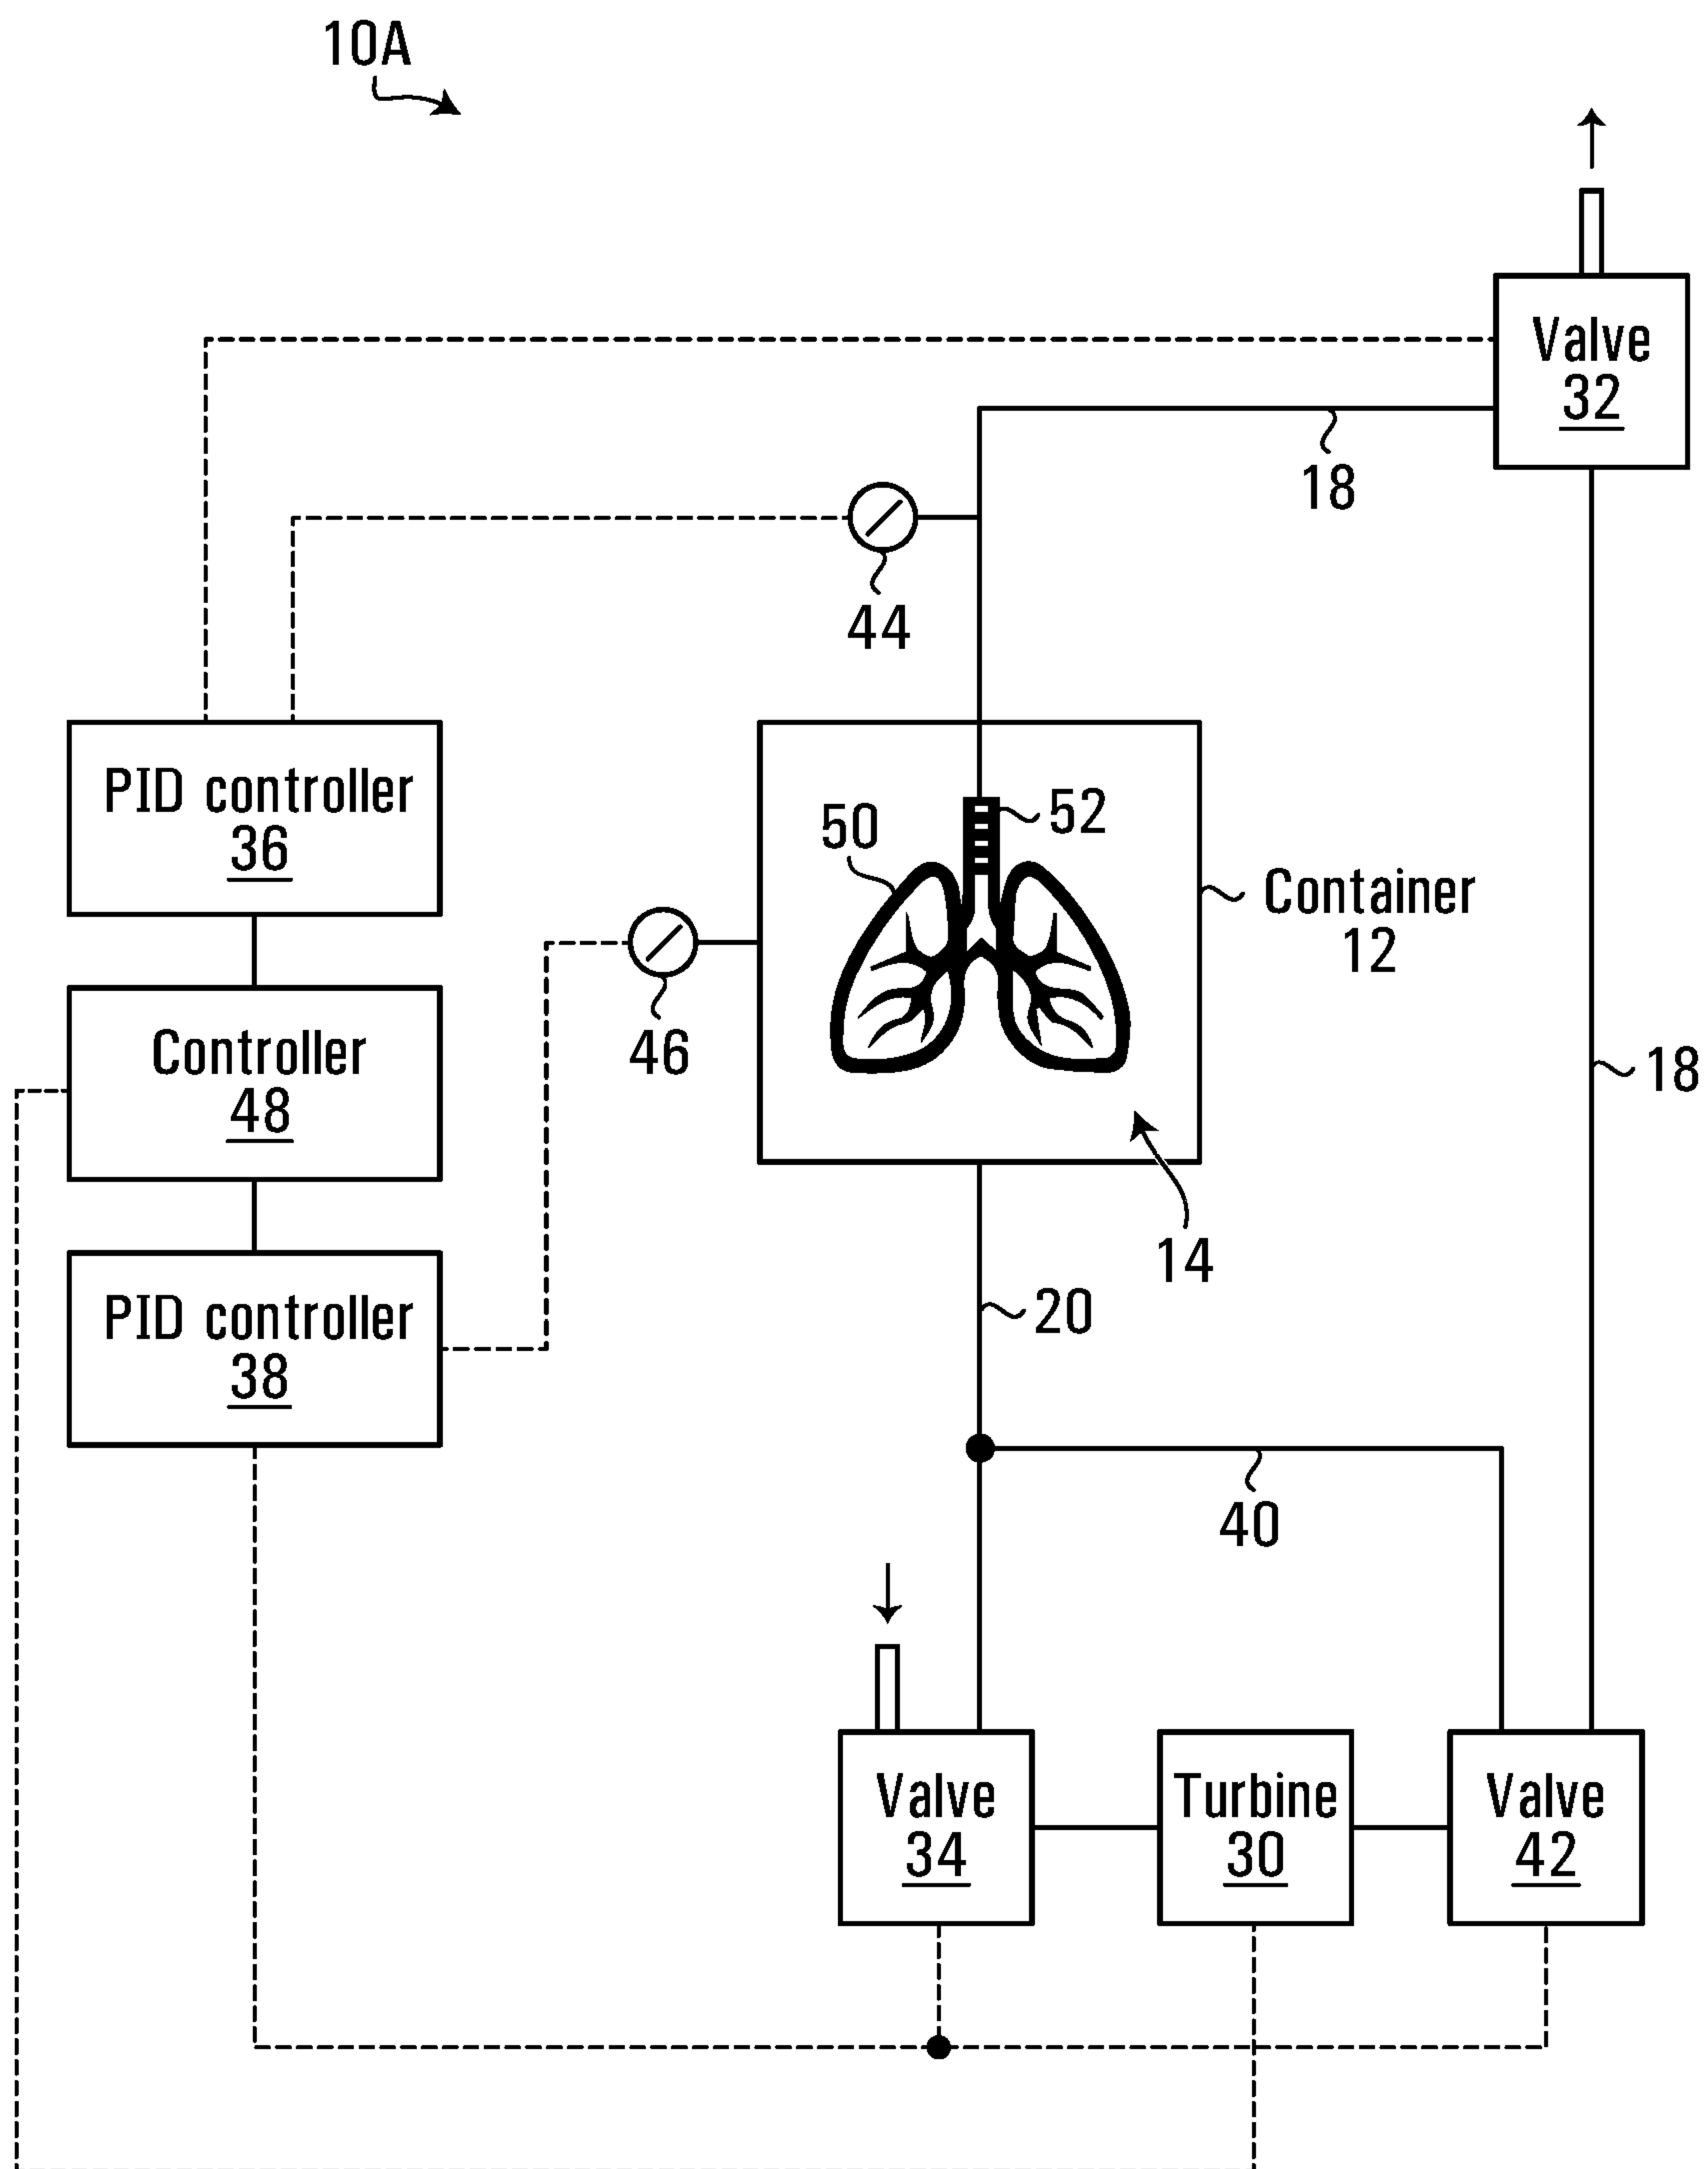 10A
Valve
32
18
44
PID controller
36
50
52
Container
12
46
Controller
48
18
14
PID controller
38
20
40
Valve
34
Turbine
30
Valve
42